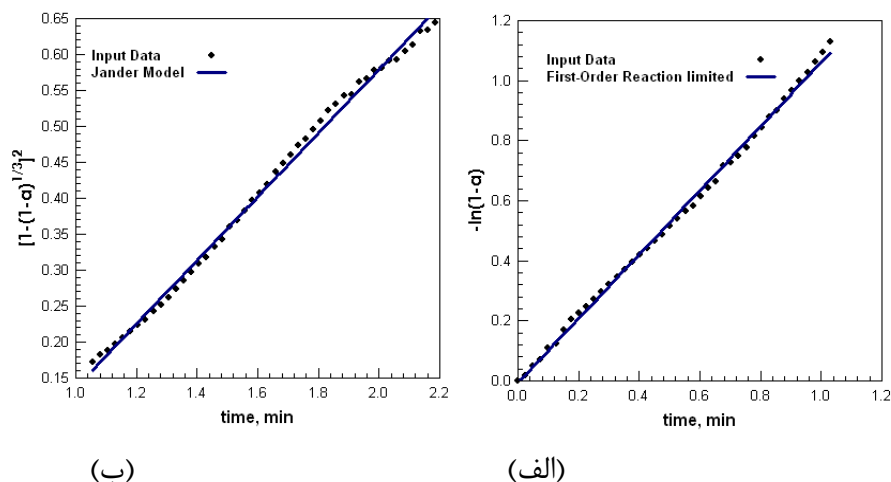 0.65
0.60
0.55
0.50
0.45
0.40
0.35
0.30
0.25
0.20
0.15
[1-(1-α)^1/3]^2
Input Data
Jander Model
1.0 1.2 1.4 1.6 1.8 2.0 2.2
time, min
(ب)
1.2
1.0
0.8
0.6
0.4
0.2
0.0
-ln(1-α)
Input Data
First-Order Reaction limited
0.0 0.2 0.4 0.6 0.8 1.0 1.2
time, min
(الف)